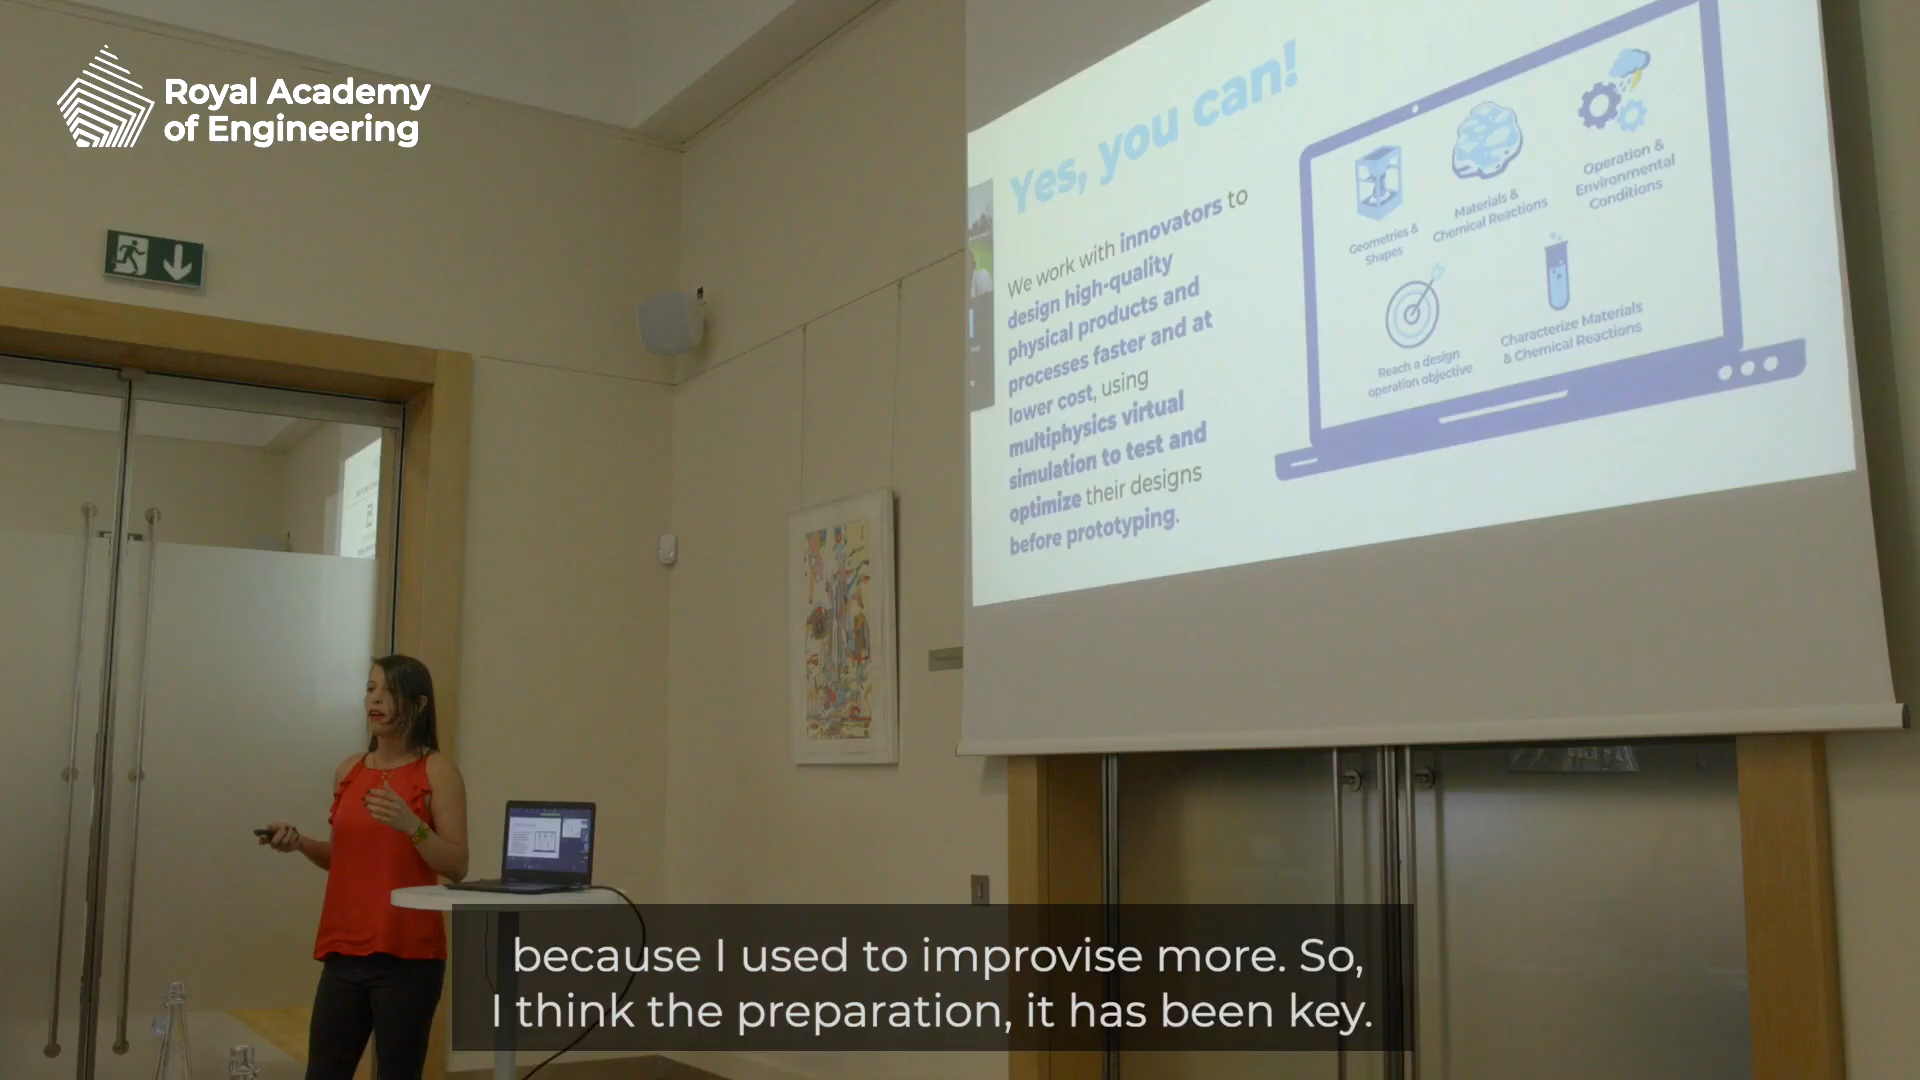 Royal Academy
of Engineering
Yes, you can!
We work with innovators to
design high-quality
physical products and
processes faster and at
lower cost, using
multiphysics virtual
simulation to test and
optimize their designs
before prototyping.
Geometries &
Shapes
Materials &
Chemical Reactions
Operation &
Environmental
Conditions
Reach a design
operation objective
Characterize Materials
& Chemical Reactions
because I used to improvise more. So,
I think the preparation, it has been key.